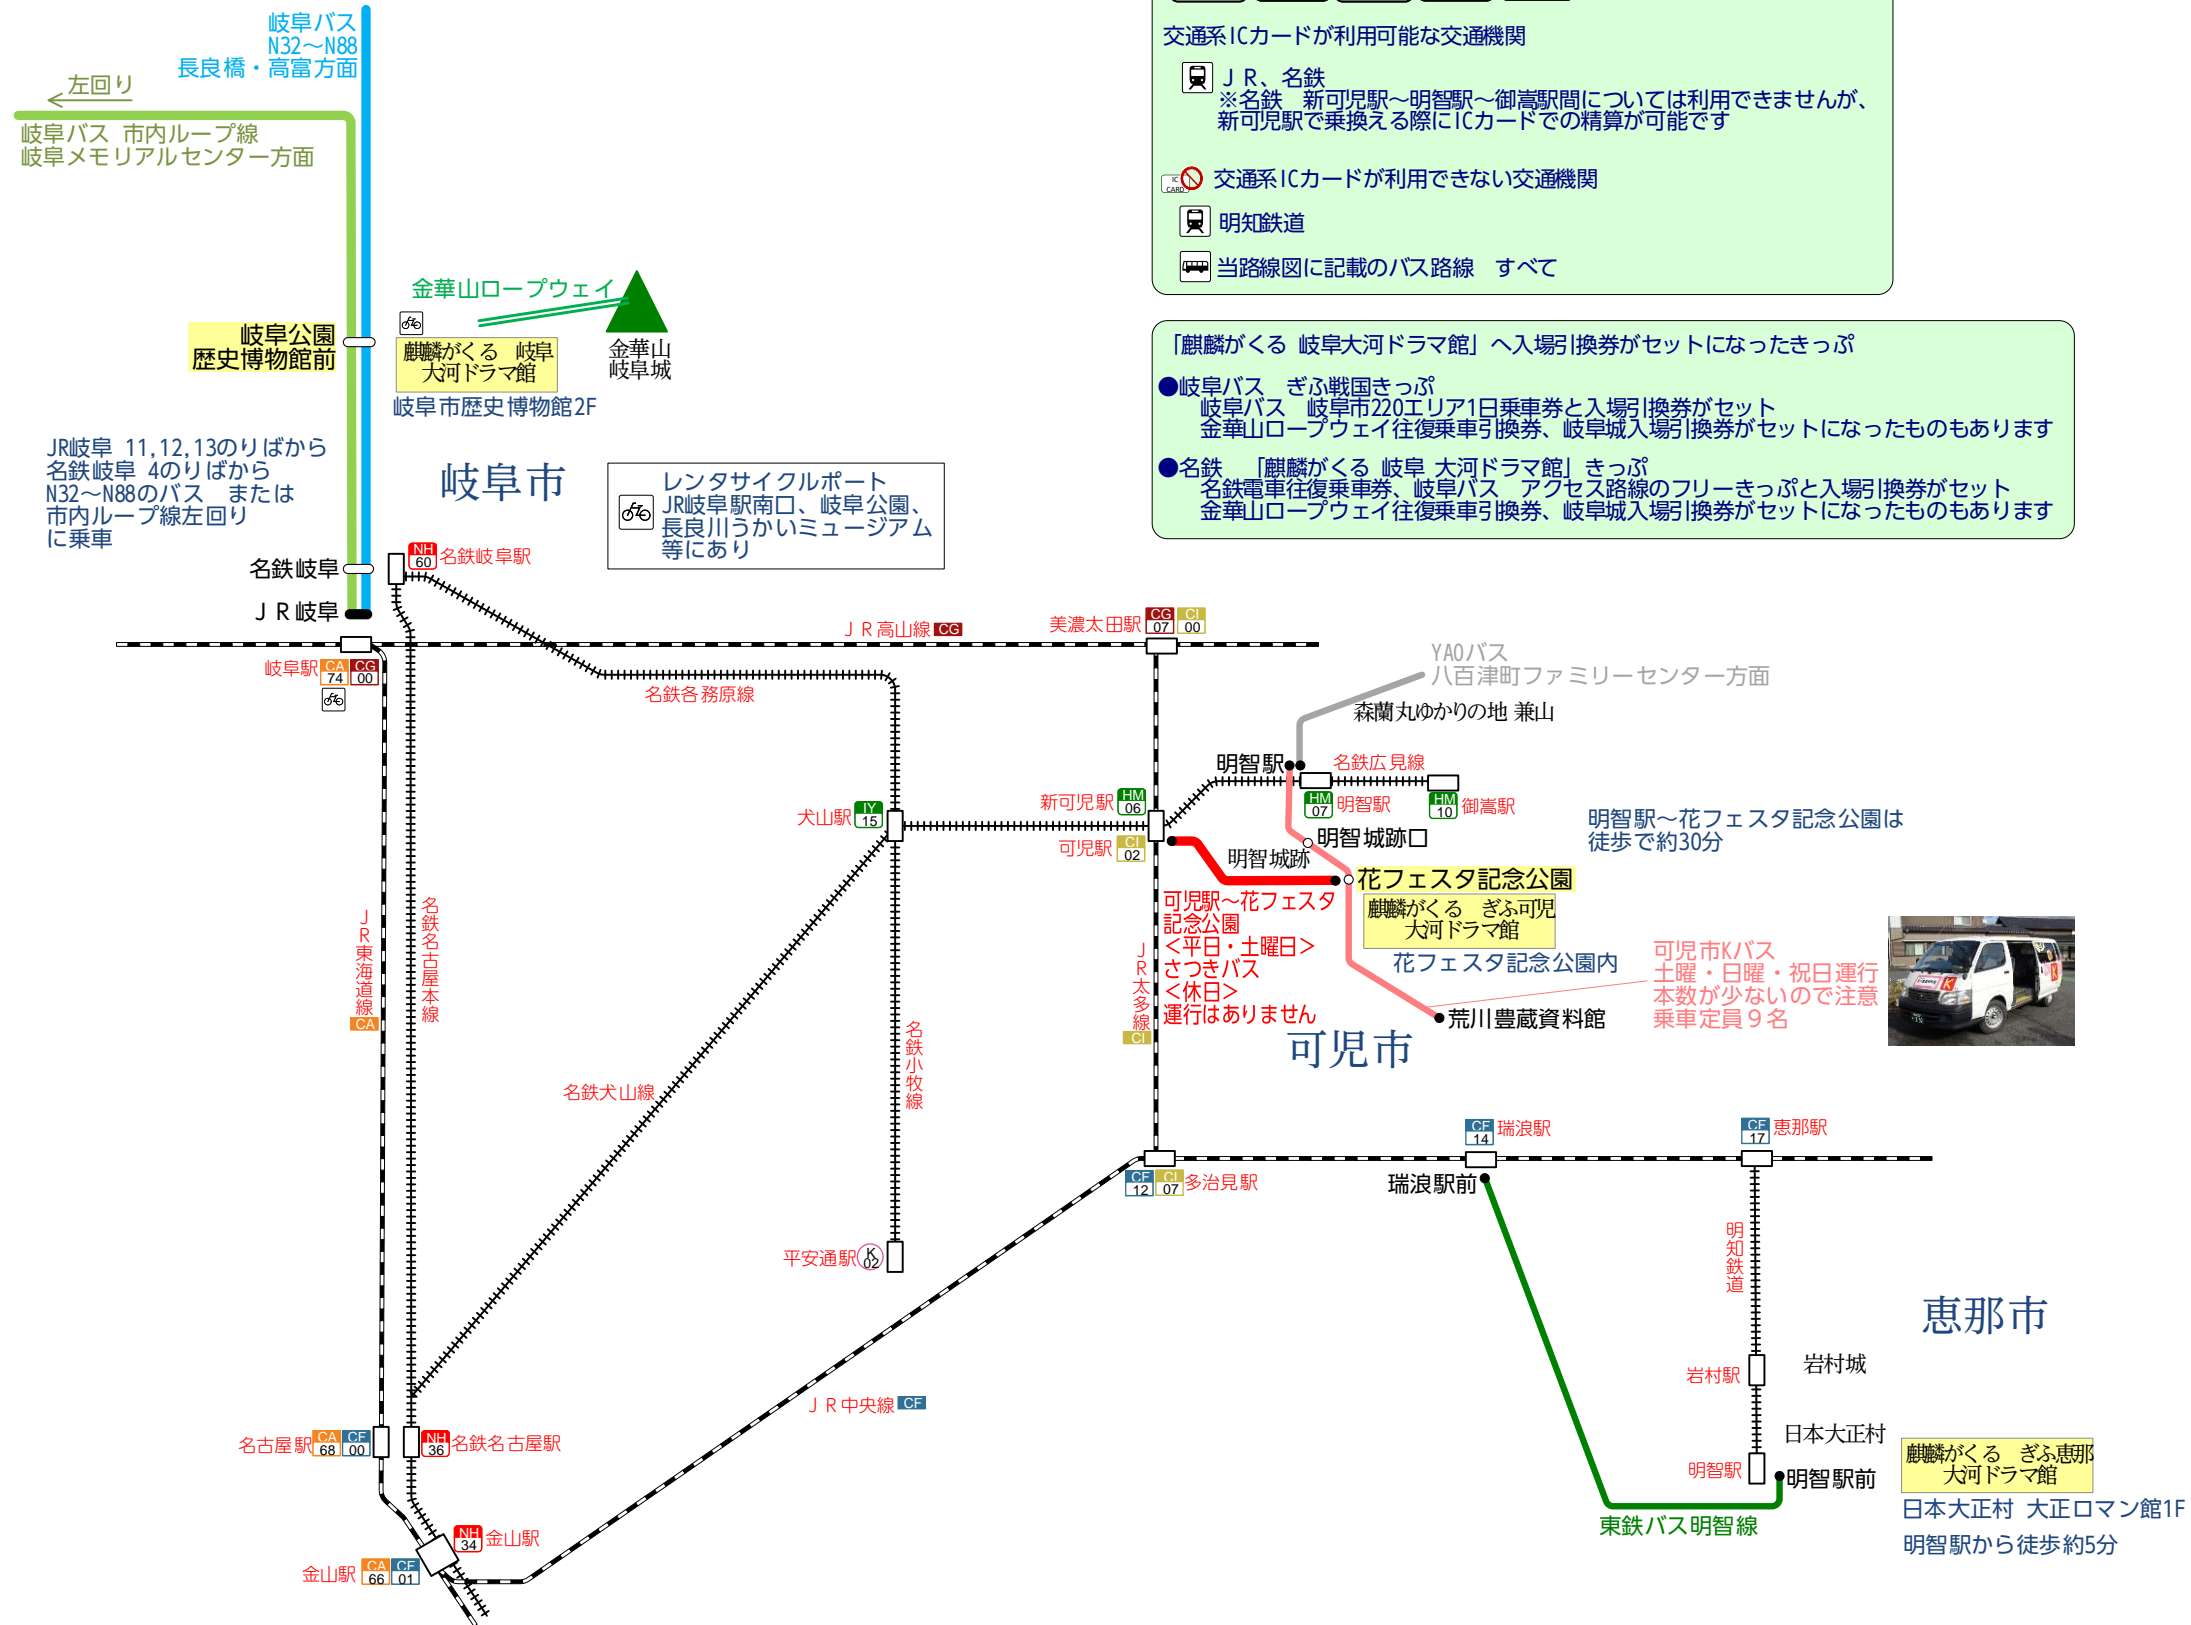 岐阜バス
N32～N88
長良橋・高富方面
左回り
岐阜バス 市内ループ線
岐阜メモリアルセンター方面
交通系ICカードが利用可能な交通機関
ＪＲ、名鉄
※名鉄　新可児駅～明智駅～御嵩駅間については利用できませんが、
新可児駅で乗換える際にICカードでの精算が可能です
IC
CARD
交通系ICカードが利用できない交通機関
明知鉄道
当路線図に記載のバス路線　すべて
「麒麟がくる 岐阜大河ドラマ館」へ入場引換券がセットになったきっぷ
●岐阜バス　ぎふ戦国きっぷ
岐阜バス　岐阜市220エリア1日乗車券と入場引換券がセット
金華山ロープウェイ往復乗車引換券、岐阜城入場引換券がセットになったものもあります
●名鉄　「麒麟がくる 岐阜 大河ドラマ館」きっぷ
名鉄電車往復乗車券、岐阜バス　アクセス路線のフリーきっぷと入場引換券がセット
金華山ロープウェイ往復乗車引換券、岐阜城入場引換券がセットになったものもあります
金華山ロープウェイ
岐阜公園
歴史博物館前
麒麟がくる　岐阜
大河ドラマ館
岐阜市歴史博物館2F
金華山
岐阜城
JR岐阜 11,12,13のりばから
名鉄岐阜 4のりばから
N32～N88のバス　または
市内ループ線左回り
に乗車
岐阜市
レンタサイクルポート
JR岐阜駅南口、岐阜公園、
長良川うかいミュージアム
等にあり
名鉄岐阜
ＪＲ岐阜
NH
60
名鉄岐阜駅
岐阜駅
CA
74
CG
00
ＪＲ高山線 CG
名鉄各務原線
美濃太田駅
CG
07
CI
00
YAOバス
八百津町ファミリーセンター方面
森蘭丸ゆかりの地 兼山
明智駅
名鉄広見線
HM
07
明智駅
HM
10
御嵩駅
犬山駅
IY
15
新可児駅
HM
06
可児駅
CI
02
明智城跡口
明智城跡
明智駅～花フェスタ記念公園は
徒歩で約30分
花フェスタ記念公園
麒麟がくる　ぎふ可児
大河ドラマ館
花フェスタ記念公園内
可児駅～花フェスタ
記念公園
＜平日・土曜日＞
さつきバス
＜休日＞
運行はありません
可児市Kバス
土曜・日曜・祝日運行
本数が少ないので注意
乗車定員９名
荒川豊蔵資料館
可児市
ＪＲ東海道線
CA
名鉄名古屋本線
ＪＲ太多線
CI
名鉄小牧線
名鉄犬山線
CF
12
CI
07
多治見駅
CF
14
瑞浪駅
瑞浪駅前
CF
17
恵那駅
明知鉄道
平安通駅
K
02
恵那市
岩村駅
岩村城
ＪＲ中央線 CF
日本大正村
明智駅
明智駅前
麒麟がくる　ぎふ恵那
大河ドラマ館
日本大正村 大正ロマン館1F
明智駅から徒歩約5分
東鉄バス明智線
名古屋駅
CA
68
CF
00
NH
36
名鉄名古屋駅
NH
34
金山駅
金山駅
CA
66
CF
01